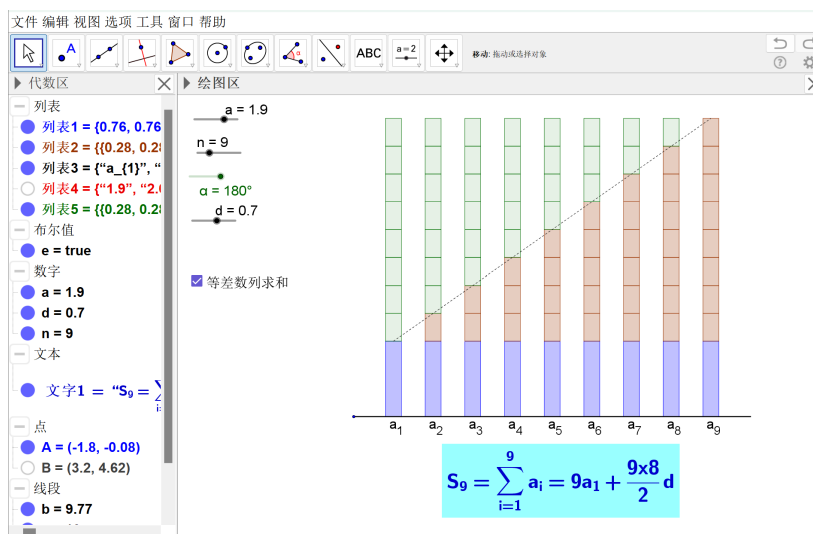 文件 编辑 视图 选项 工具 窗口 帮助
A
α
ABC
a = 2
移动: 拖动或选择对象
代数区
绘图区
列表
列表1 = {0.76, 0.76
列表2 = {{0.28, 0.28
列表3 = {“a_{1}”, “
列表4 = {“1.9”, “2.6
列表5 = {{0.28, 0.28
布尔值
e = true
数字
a = 1.9
d = 0.7
n = 9
文本
文字1 = “S₉ = ∑ i=
点
A = (-1.8, -0.08)
B = (3.2, 4.62)
线段
b = 9.77
a = 1.9
n = 9
α = 180°
d = 0.7
等差数列求和
a₁ a₂ a₃ a₄ a₅ a₆ a₇ a₈ a₉
S₉ = ∑_{i=1}^{9} aᵢ = 9a₁ + \frac{9x8}{2} d